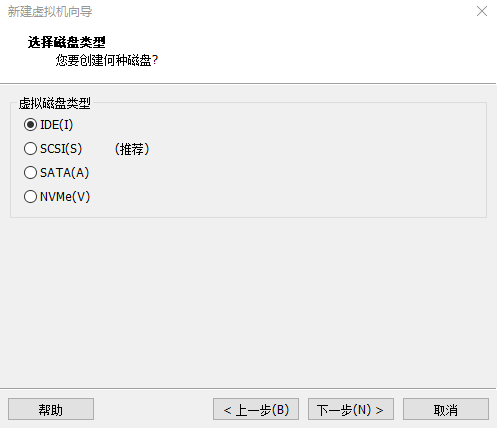 新建虚拟机向导
选择磁盘类型
您要创建何种磁盘?
虚拟磁盘类型
IDE(I)
SCSI(S) (推荐)
SATA(A)
NVMe(V)
帮助 < 上一步(B) 下一步(N) > 取消